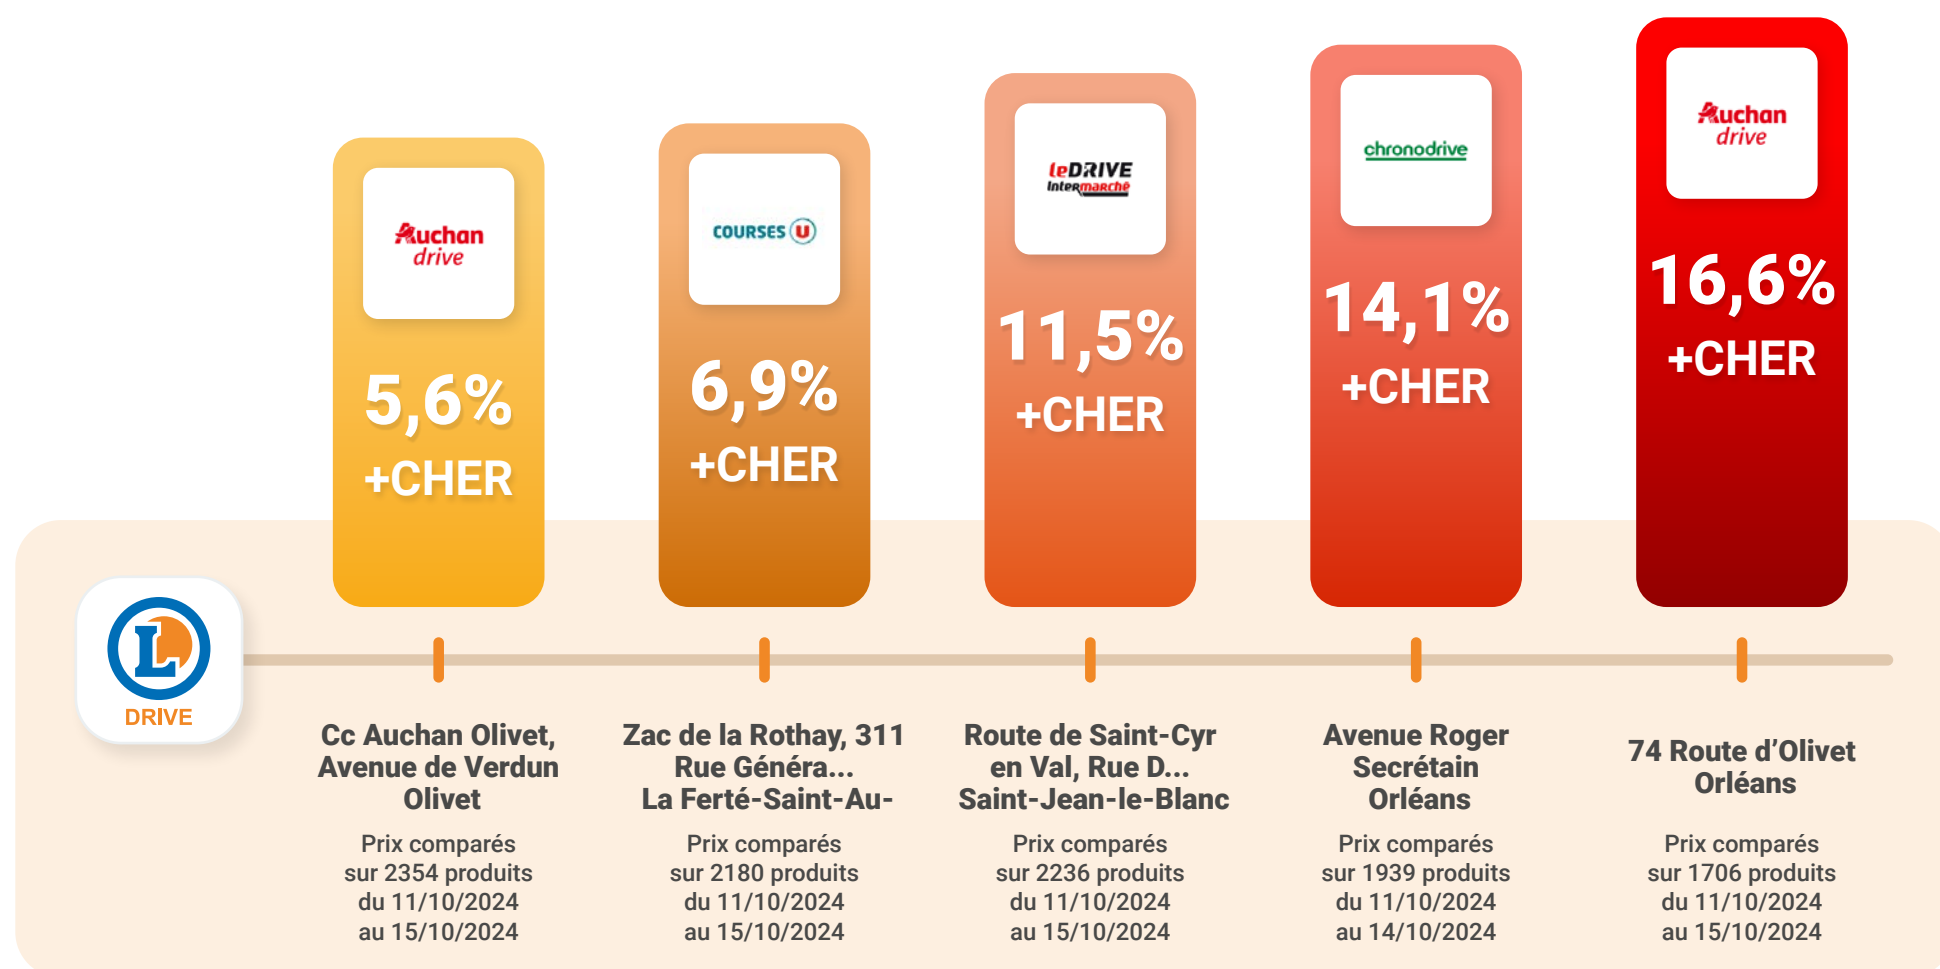 Auchan
drive
5,6%
+CHER
COURSES U
6,9%
+CHER
leDRIVE
Intermarché
11,5%
+CHER
chronodrive
14,1%
+CHER
Auchan
drive
16,6%
+CHER
L
DRIVE
Cc Auchan Olivet,
Avenue de Verdun
Olivet
Prix comparés
sur 2354 produits
du 11/10/2024
au 15/10/2024
Zac de la Rothay, 311
Rue Généra...
La Ferté-Saint-Au-
Prix comparés
sur 2180 produits
du 11/10/2024
au 15/10/2024
Route de Saint-Cyr
en Val, Rue D...
Saint-Jean-le-Blanc
Prix comparés
sur 2236 produits
du 11/10/2024
au 15/10/2024
Avenue Roger
Secrétain
Orléans
Prix comparés
sur 1939 produits
du 11/10/2024
au 14/10/2024
74 Route d’Olivet
Orléans
Prix comparés
sur 1706 produits
du 11/10/2024
au 15/10/2024